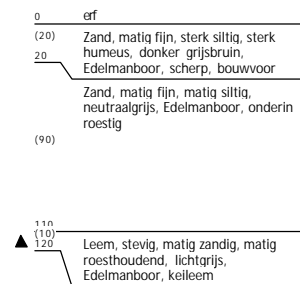 0 erf
(20) Zand, matig fijn, sterk siltig, sterk
humeus, donker grijsbruin,
20 Edelmanboor, scherp, bouwvoor
Zand, matig fijn, matig siltig,
neutraalgrijs, Edelmanboor, onderin
roestig
(90)
110
(10)
120 Leem, stevig, matig zandig, matig
roesthoudend, lichtgrijs,
Edelmanboor, keileem